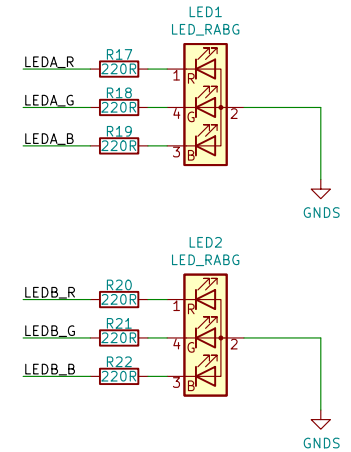 LED1
LED_RABG
LEDA_R
R17
220R
1
R
LEDA_G
R18
220R
4
G
2
LEDA_B
R19
220R
3
B
GNDS
LED2
LED_RABG
LEDB_R
R20
220R
1
R
LEDB_G
R21
220R
4
G
2
LEDB_B
R22
220R
3
B
GNDS